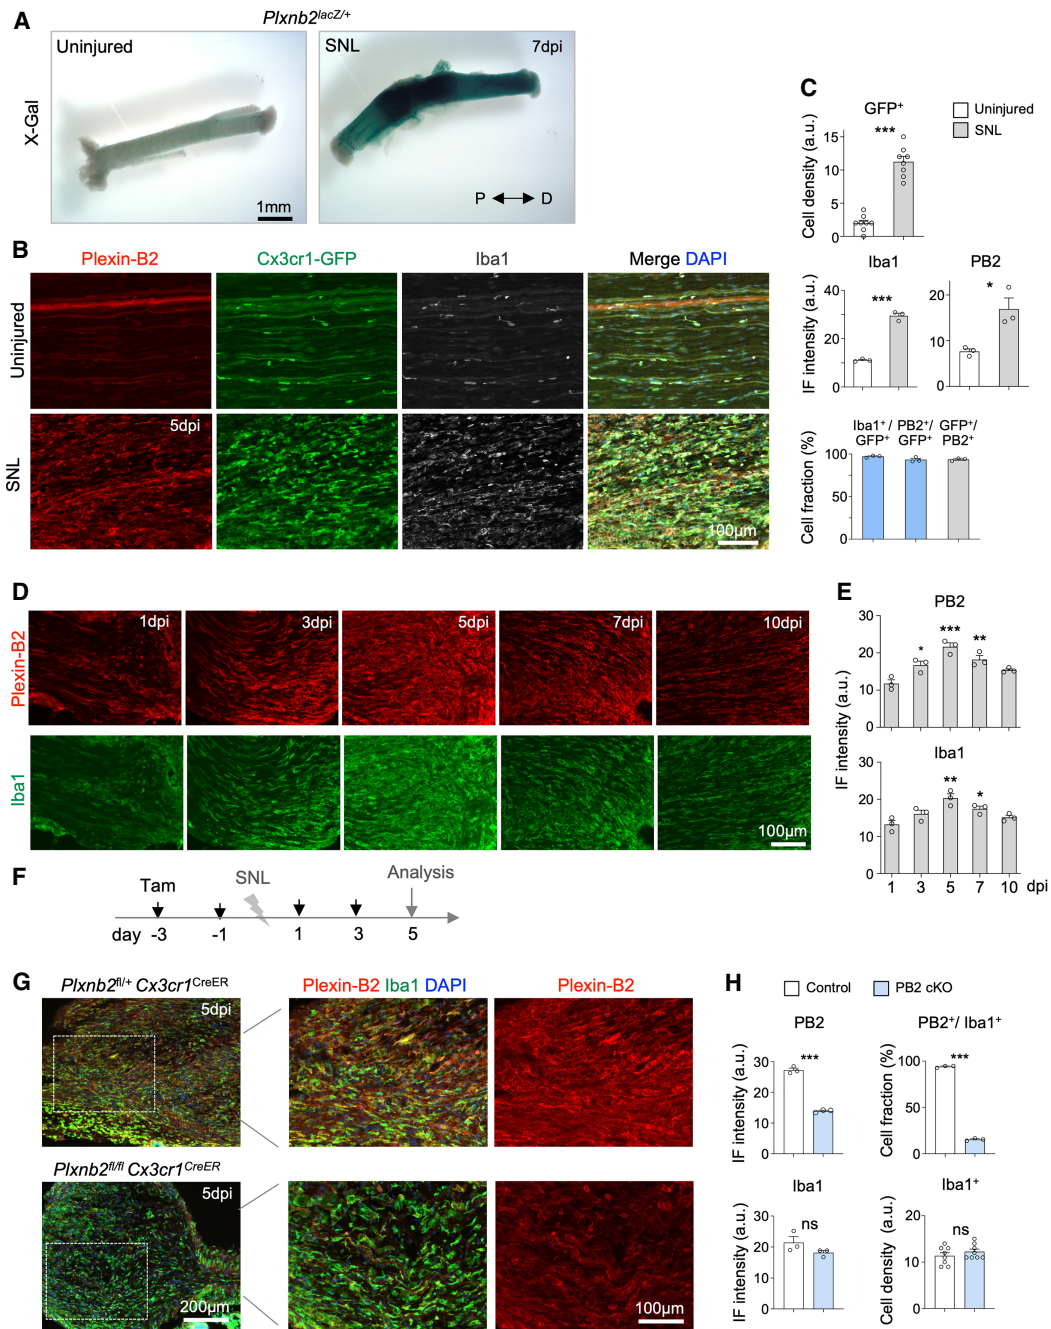 A
Plxnb2lacZ/+
Uninjured
SNL
7dpi
X-Gal
1mm
P
D
B
Plexin-B2
Cx3cr1-GFP
Iba1
Merge DAPI
Uninjured
SNL
5dpi
100µm
C
Uninjured
SNL
GFP+
***
Cell density (a.u.)
15
10
5
0
Iba1
***
IF intensity (a.u.)
40
20
0
PB2
*
20
10
0
Iba1+/ PB2+/ GFP+/
GFP+ GFP+ PB2+
Cell fraction (%)
100
50
0
D
Plexin-B2
1dpi
3dpi
5dpi
7dpi
10dpi
Iba1
100µm
E
PB2
30
20
10
0
*
***
**
IF intensity (a.u.)
Iba1
30
20
10
0
**
*
1 3 5 7 10 dpi
F
Tam
SNL
Analysis
day -3 -1 1 3 5
G
Plxnb2fl/+ Cx3cr1CreER
5dpi
Plexin-B2 Iba1 DAPI
Plexin-B2
Plxnb2fl/fl Cx3cr1CreER
5dpi
200µm
100µm
H
Control
PB2 cKO
PB2
***
IF intensity (a.u.)
30
20
10
0
PB2+/ Iba1+
***
Cell fraction (%)
100
50
0
Iba1
ns
IF intensity (a.u.)
30
20
10
0
Iba1+
ns
Cell density (a.u.)
20
10
0